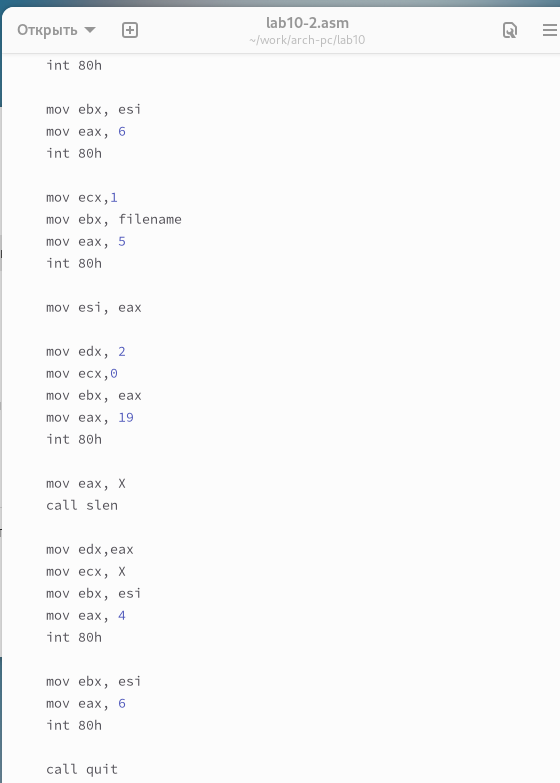 Открыть
lab10-2.asm
~/work/arch-pc/lab10
int 80h
mov ebx, esi
mov eax, 6
int 80h
mov ecx,1
mov ebx, filename
mov eax, 5
int 80h
mov esi, eax
mov edx, 2
mov ecx,0
mov ebx, eax
mov eax, 19
int 80h
mov eax, X
call slen
mov edx,eax
mov ecx, X
mov ebx, esi
mov eax, 4
int 80h
mov ebx, esi
mov eax, 6
int 80h
call quit